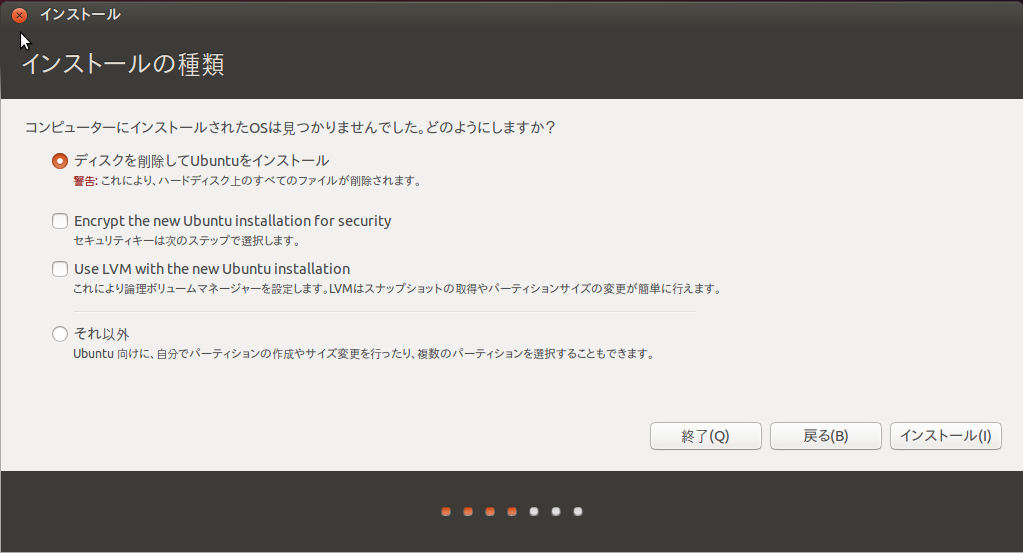 インストール
インストールの種類
コンピューターにインストールされたOSは見つかりませんでした。どのようにしますか？
ディスクを削除してUbuntuをインストール
警告: これにより、ハードディスク上のすべてのファイルが削除されます。
Encrypt the new Ubuntu installation for security
セキュリティキーは次のステップで選択します。
Use LVM with the new Ubuntu installation
これにより論理ボリュームマネージャーを設定します。LVMはスナップショットの取得やパーティションサイズの変更が簡単に行えます。
それ以外
Ubuntu 向けに、自分でパーティションの作成やサイズ変更を行ったり、複数のパーティションを選択することもできます。
終了(Q) 戻る(B) インストール(I)